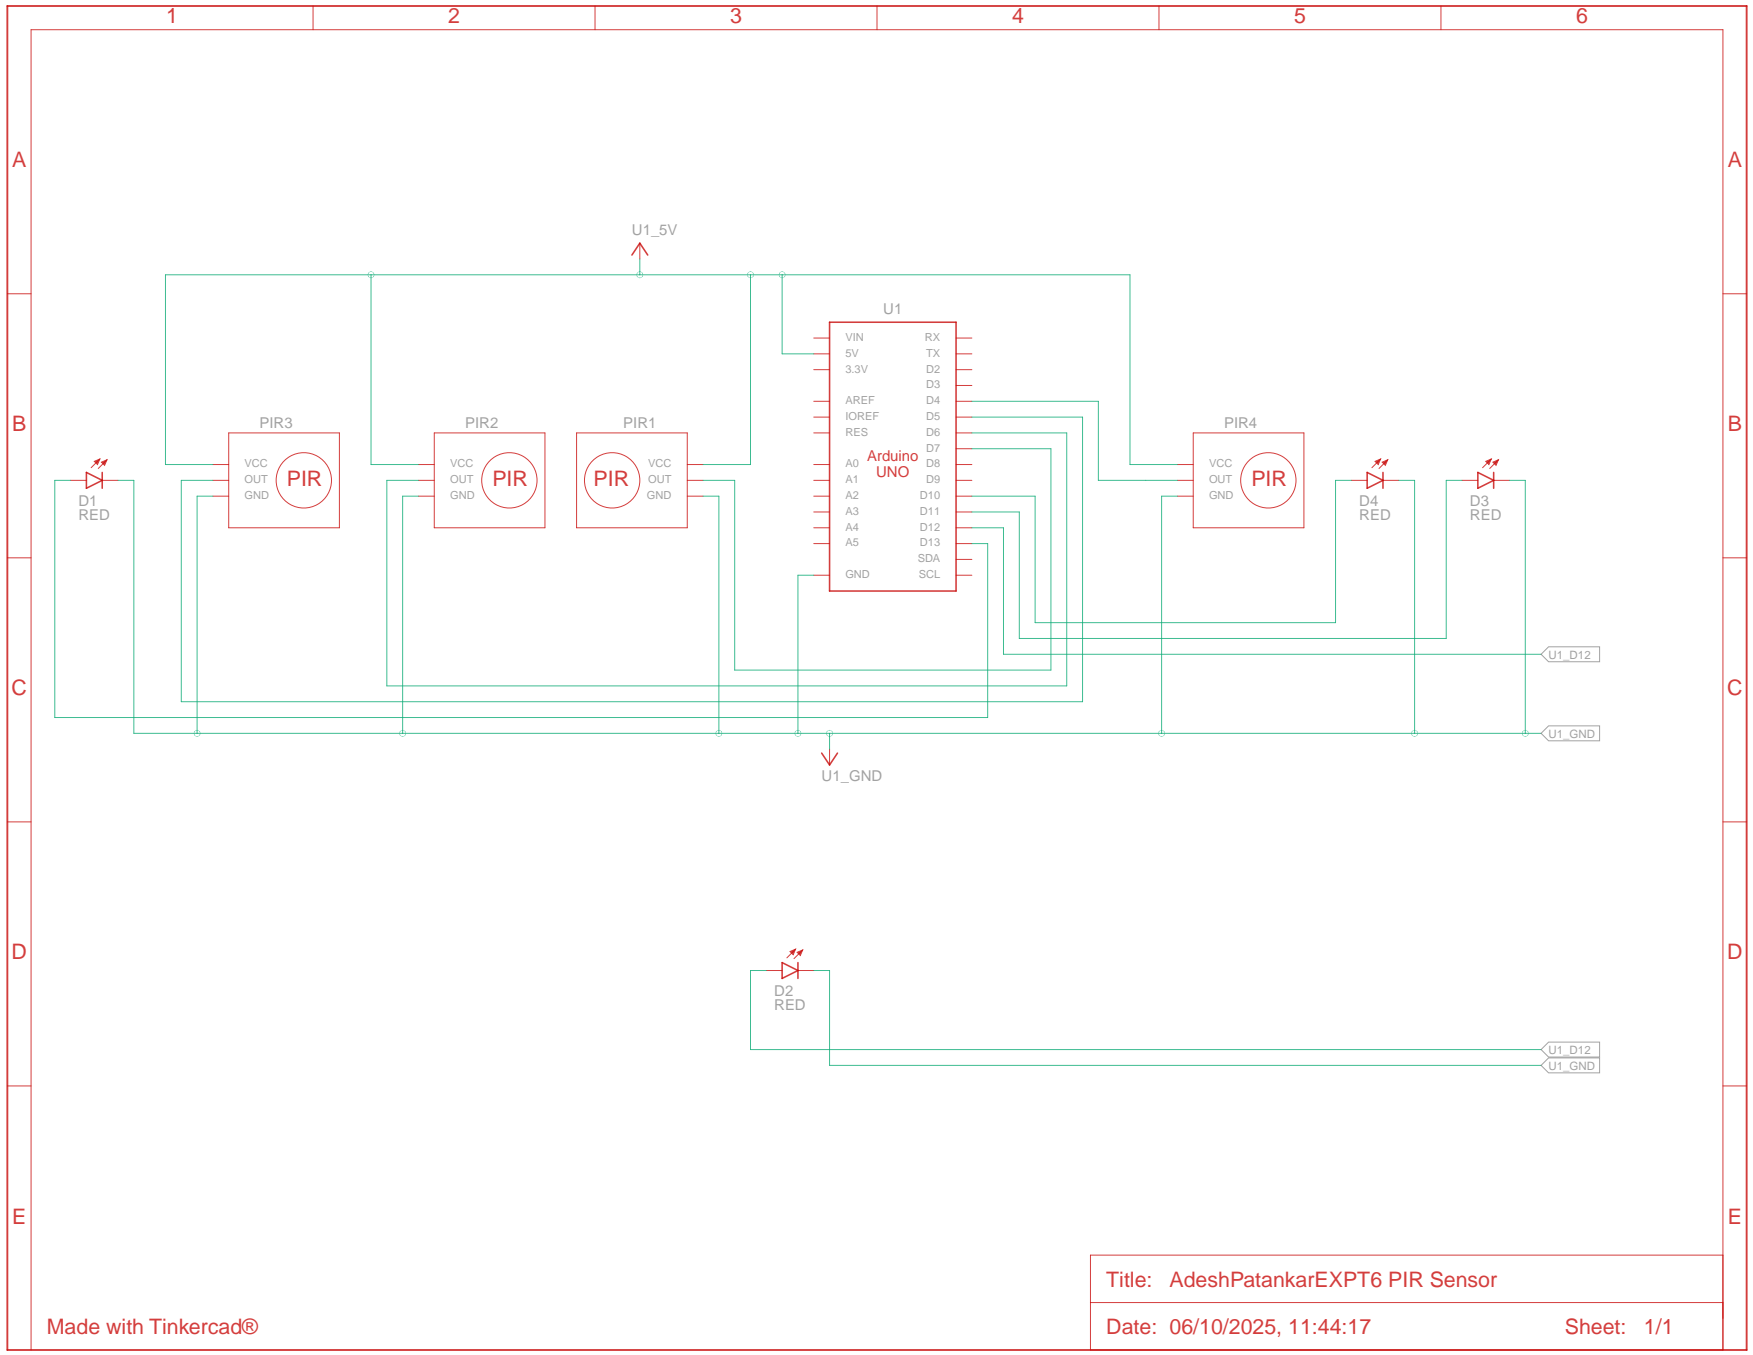 1 2 3 4 5 6
A A
U1_5V
B B
U1
VIN RX
5V TX
3.3V D2
D3
AREF D4
IOREF D5
RES D6
D7
A0 D8
A1 D9
A2 D10
A3 D11
A4 D12
A5 D13
SDA
GND SCL
Arduino
UNO
PIR3
VCC
OUT
GND
PIR
PIR2
VCC
OUT
GND
PIR
PIR1
VCC
OUT
GND
PIR
PIR4
VCC
OUT
GND
PIR
D1
RED
D4
RED
D3
RED
U1_D12
C C
U1_GND
U1_GND
D D
D2
RED
U1_D12
U1_GND
E E
Title: AdeshPatankarEXPT6 PIR Sensor
Date: 06/10/2025, 11:44:17 Sheet: 1/1
Made with Tinkercad®